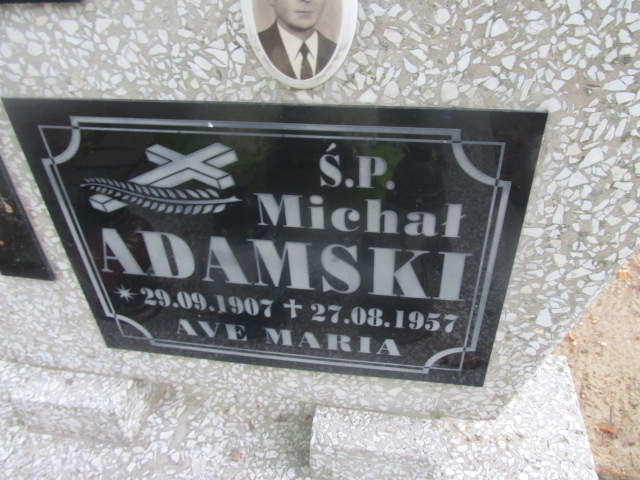 Ś.P.
Michał
ADAMSKI
* 29.09.1907 † 27.08.1957
AVE MARIA